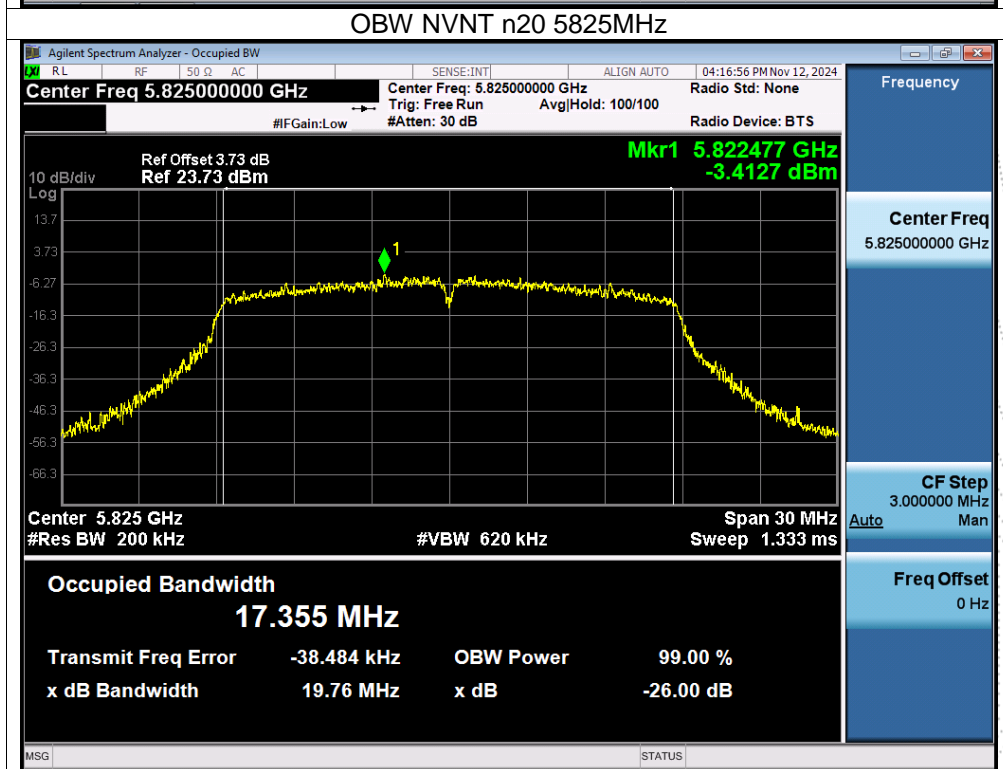 OBW NVNT n20 5825MHz
Agilent Spectrum Analyzer - Occupied BW
LXI RL RF 50 Ω AC SENSE:INT ALIGN AUTO 04:16:56 PM Nov 12, 2024
Center Freq 5.825000000 GHz
Center Freq: 5.825000000 GHz Radio Std: None
Trig: Free Run Avg|Hold: 100/100
#IFGain:Low #Atten: 30 dB Radio Device: BTS
Frequency
Mkr1 5.822477 GHz
-3.4127 dBm
Ref Offset 3.73 dB
10 dB/div Ref 23.73 dBm
Log
13.7
3.73
-6.27
-16.3
-26.3
-36.3
-46.3
-56.3
-66.3
1
Center Freq
5.825000000 GHz
Center 5.825 GHz Span 30 MHz
#Res BW 200 kHz #VBW 620 kHz Sweep 1.333 ms
CF Step
3.000000 MHz
Auto Man
Freq Offset
0 Hz
Occupied Bandwidth
17.355 MHz
Transmit Freq Error -38.484 kHz OBW Power 99.00 %
x dB Bandwidth 19.76 MHz x dB -26.00 dB
MSG STATUS